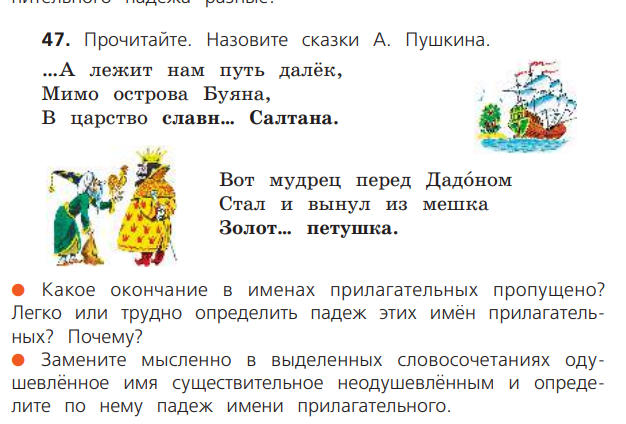 пительного падежа разные?
47. Прочитайте. Назовите сказки А. Пушкина.
...А лежит нам путь далёк,
Мимо острова Буяна,
В царство славн... Салтана.
Вот мудрец перед Дадо́ном
Стал и вынул из мешка
Золот... петушка.
Какое окончание в именах прилагательных пропущено?
Легко или трудно определить падеж этих имён прилагатель-
ных? Почему?
Замените мысленно в выделенных словосочетаниях оду-
шевлённое имя существительное неодушевлённым и опреде-
лите по нему падеж имени прилагательного.